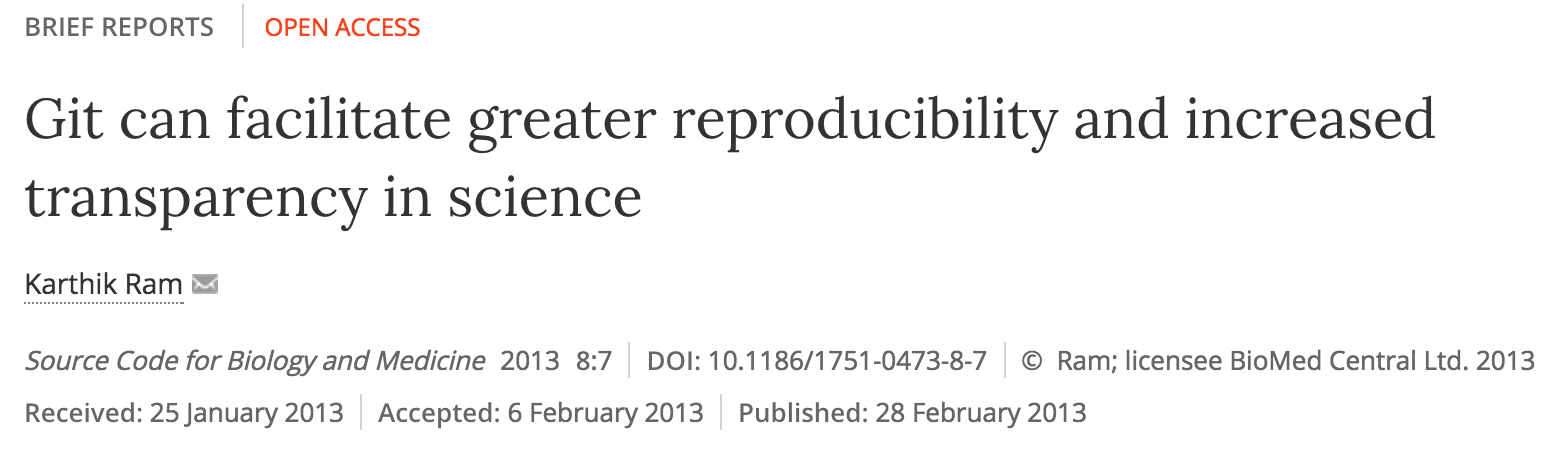 BRIEF REPORTS OPEN ACCESS
Git can facilitate greater reproducibility and increased
transparency in science
Karthik Ram
Source Code for Biology and Medicine 2013 8:7 DOI: 10.1186/1751-0473-8-7 © Ram; licensee BioMed Central Ltd. 2013
Received: 25 January 2013 Accepted: 6 February 2013 Published: 28 February 2013